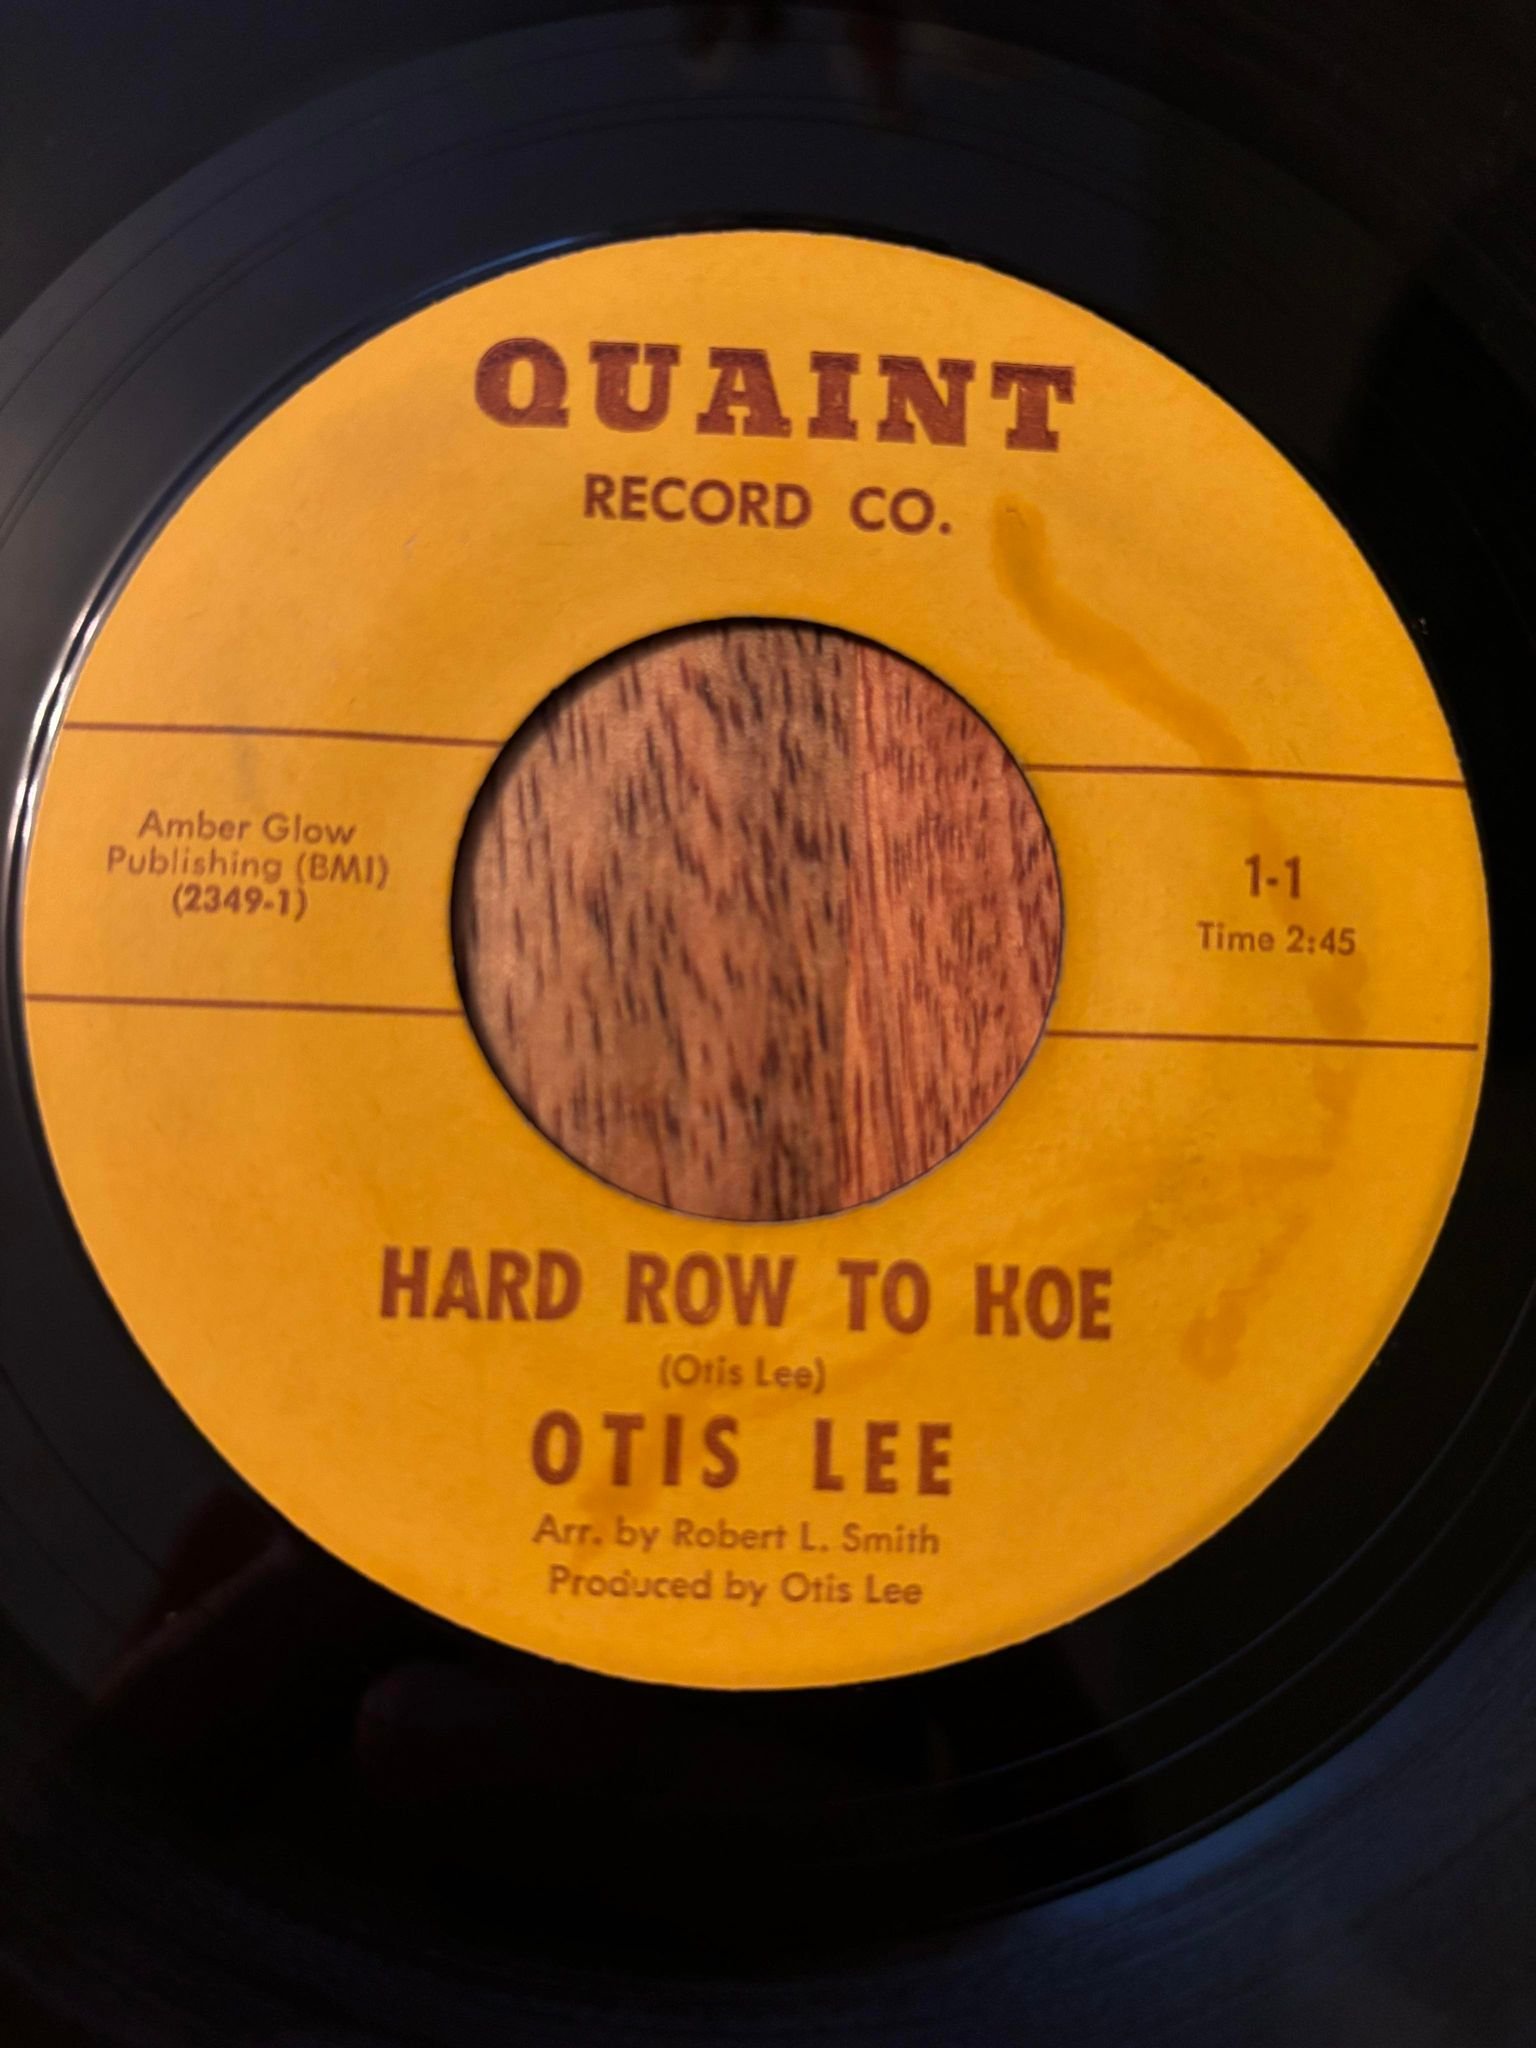 QUAINT
RECORD CO.
Amber Glow
Publishing (BMI)
(2349-1)
1-1
Time 2:45
HARD ROW TO HOE
(Otis Lee)
OTIS LEE
Arr. by Robert L. Smith
Produced by Otis Lee